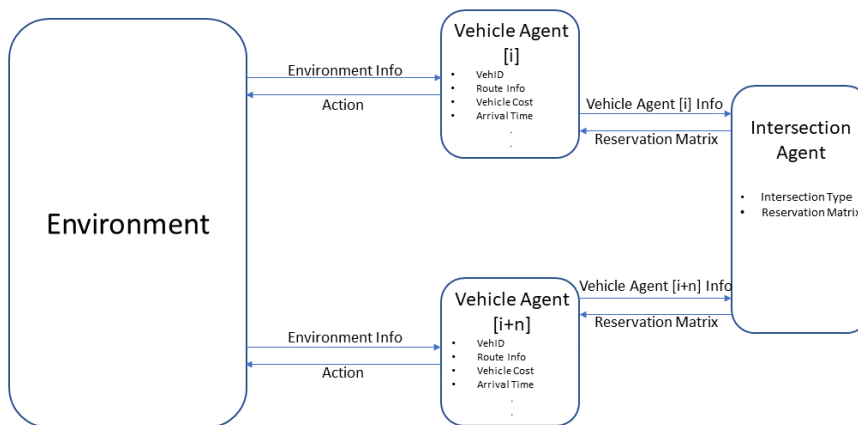 Environment
Environment Info
Action
Vehicle Agent
[i]
• VehID
• Route Info
• Vehicle Cost
• Arrival Time
.
.
Vehicle Agent [i] Info
Reservation Matrix
Intersection
Agent
• Intersection Type
• Reservation Matrix
Environment Info
Action
Vehicle Agent
[i+n]
• VehID
• Route Info
• Vehicle Cost
• Arrival Time
.
.
Vehicle Agent [i+n] Info
Reservation Matrix